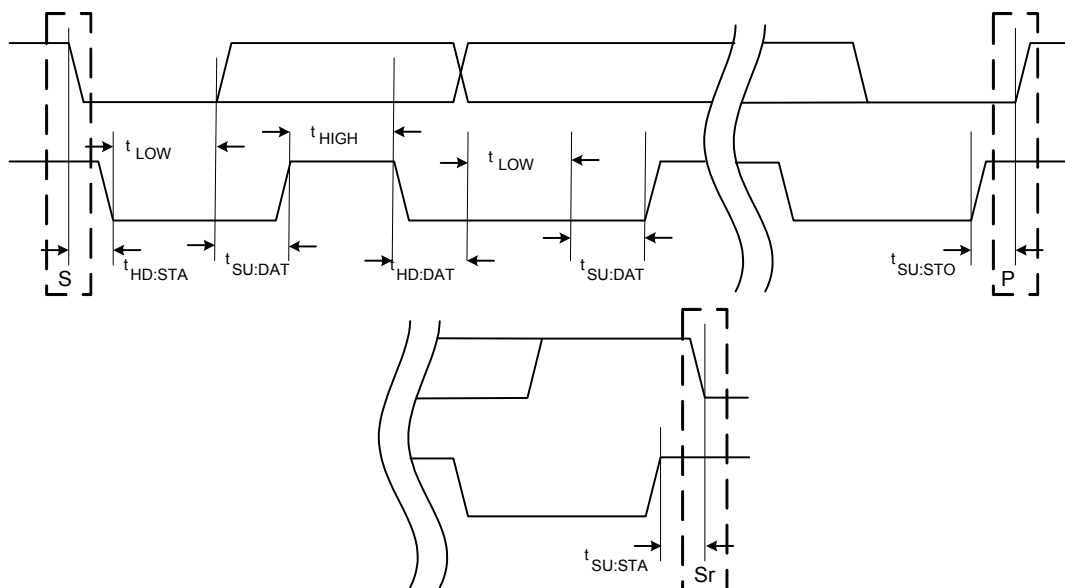 t LOW
t HIGH
t LOW
S
t HD:STA
t SU:DAT
t HD:DAT
t SU:DAT
t SU:STO
P
t SU:STA
Sr